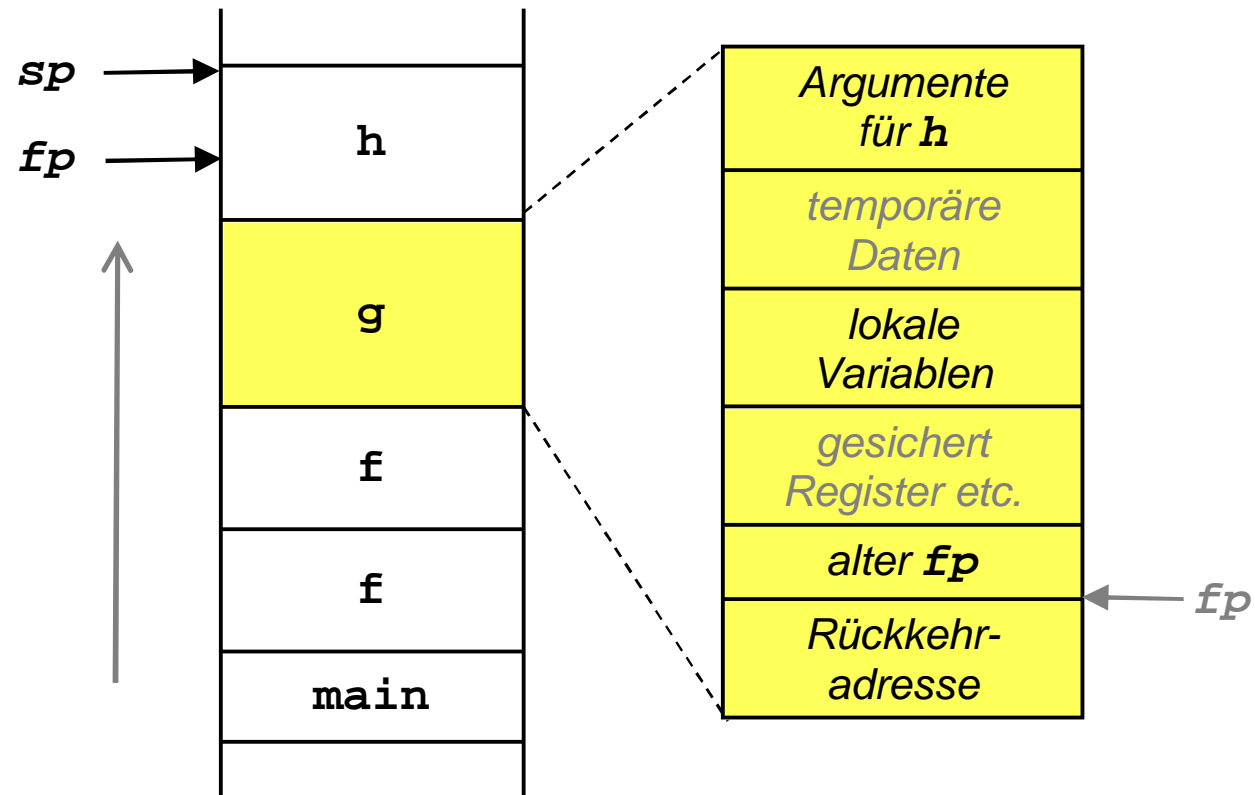 sp
fp
h
g
f
f
main
Argumente
für h
temporäre
Daten
lokale
Variablen
gesichert
Register etc.
alter fp
Rückkehr-
adresse
fp